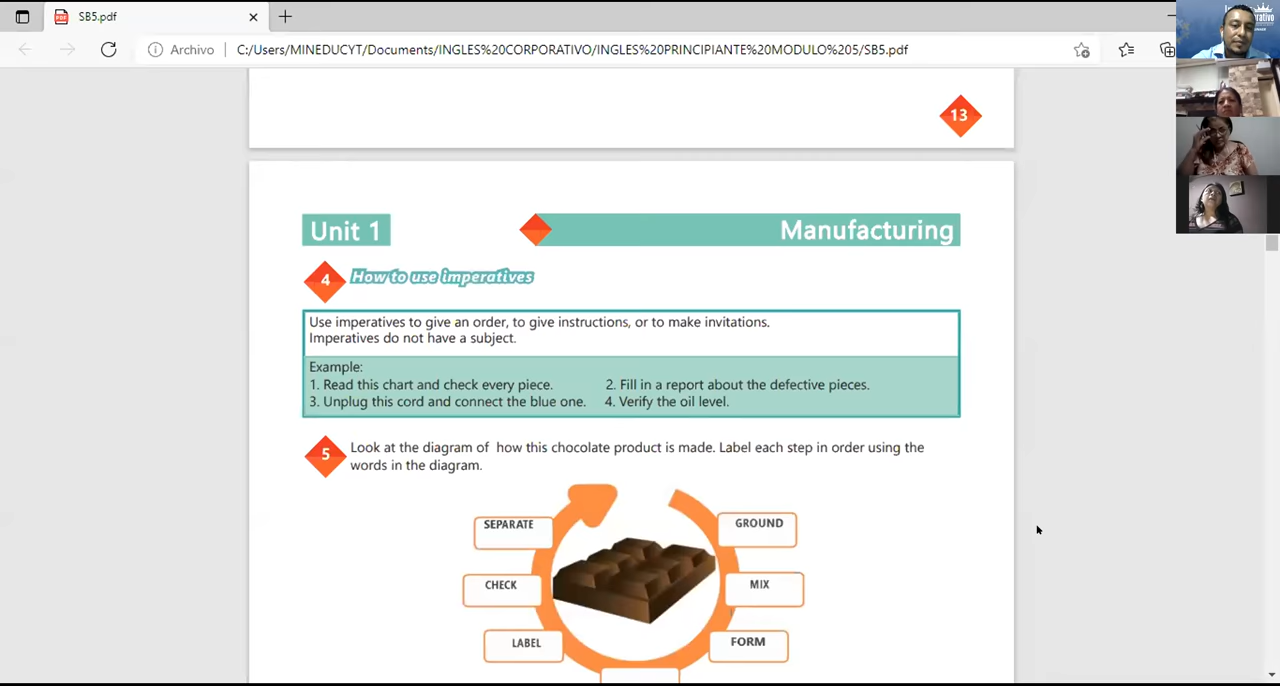 SB5.pdf
Archivo
C:/Users/MINEDUCYT/Documents/INGLES%20CORPORATIVO/INGLES%20PRINCIPIANTE%20MODULO%205/SB5.pdf
13
Unit 1
Manufacturing
4 How to use imperatives
Use imperatives to give an order, to give instructions, or to make invitations.
Imperatives do not have a subject.
Example:
1. Read this chart and check every piece. 2. Fill in a report about the defective pieces.
3. Unplug this cord and connect the blue one. 4. Verify the oil level.
5 Look at the diagram of how this chocolate product is made. Label each step in order using the
words in the diagram.
SEPARATE
GROUND
CHECK
MIX
LABEL
FORM